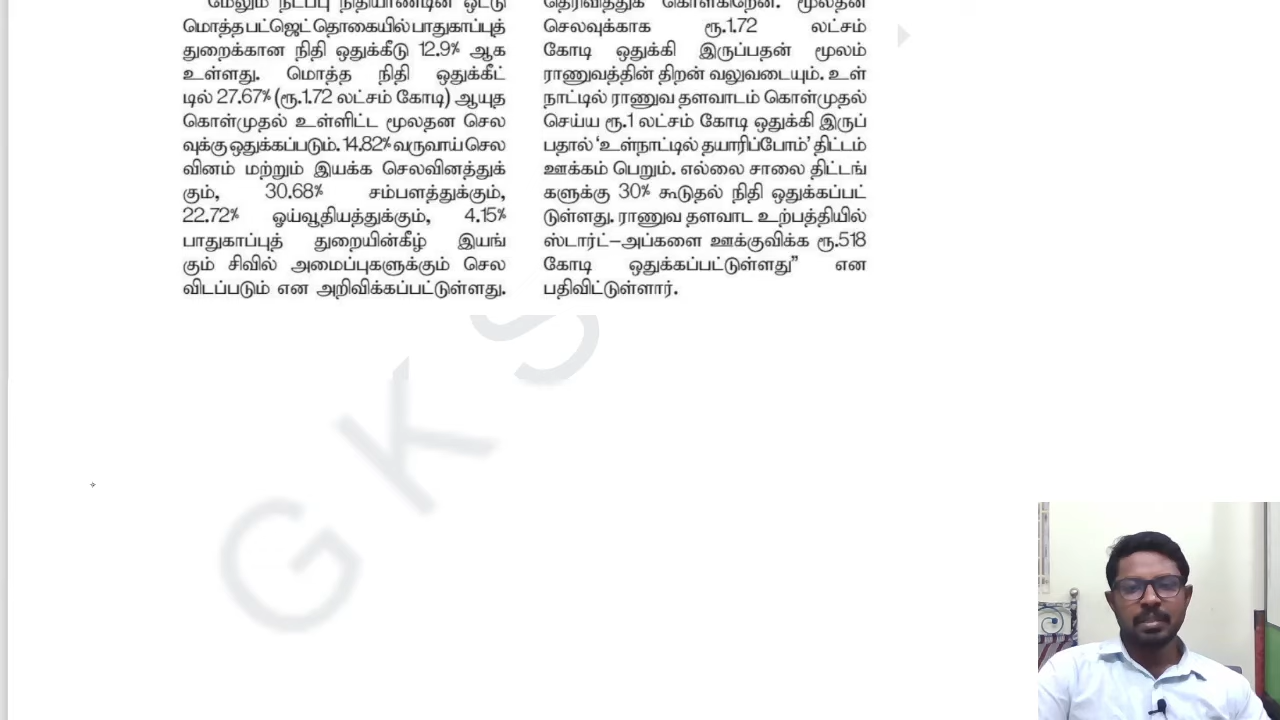 மேலும் நடப்பு நிதியாண்டின் ஒட்டு
மொத்த பட்ஜெட் தொகையில் பாதுகாப்புத்
துறைக்கான நிதி ஒதுக்கீடு 12.9% ஆக
உள்ளது. மொத்த நிதி ஒதுக்கீட்
டில் 27.67% (ரூ.1.72 லட்சம் கோடி) ஆயுத
கொள்முதல் உள்ளிட்ட மூலதன செல
வுக்கு ஒதுக்கப்படும். 14.82% வருவாய் செல
வினம் மற்றும் இயக்க செலவினத்துக்
கும், 30.68% சம்பளத்துக்கும்,
22.72% ஓய்வூதியத்துக்கும், 4.15%
பாதுகாப்புத் துறையின்கீழ் இயங்
கும் சிவில் அமைப்புகளுக்கும் செல
விடப்படும் என அறிவிக்கப்பட்டுள்ளது.
தெரிவித்துக் கொள்கிறேன். மூலதன
செலவுக்காக ரூ.1.72 லட்சம்
கோடி ஒதுக்கி இருப்பதன் மூலம்
ராணுவத்தின் திறன் வலுவடையும். உள்
நாட்டில் ராணுவ தளவாடம் கொள்முதல்
செய்ய ரூ.1 லட்சம் கோடி ஒதுக்கி இருப்
பதால் ‘உள்நாட்டில் தயாரிப்போம்’ திட்டம்
ஊக்கம் பெறும். எல்லை சாலை திட்டங்
களுக்கு 30% கூடுதல் நிதி ஒதுக்கப்பட்
டுள்ளது. ராணுவ தளவாட உற்பத்தியில்
ஸ்டார்ட்–அப்களை ஊக்குவிக்க ரூ.518
கோடி ஒதுக்கப்பட்டுள்ளது” என
பதிவிட்டுள்ளார்.
GKS